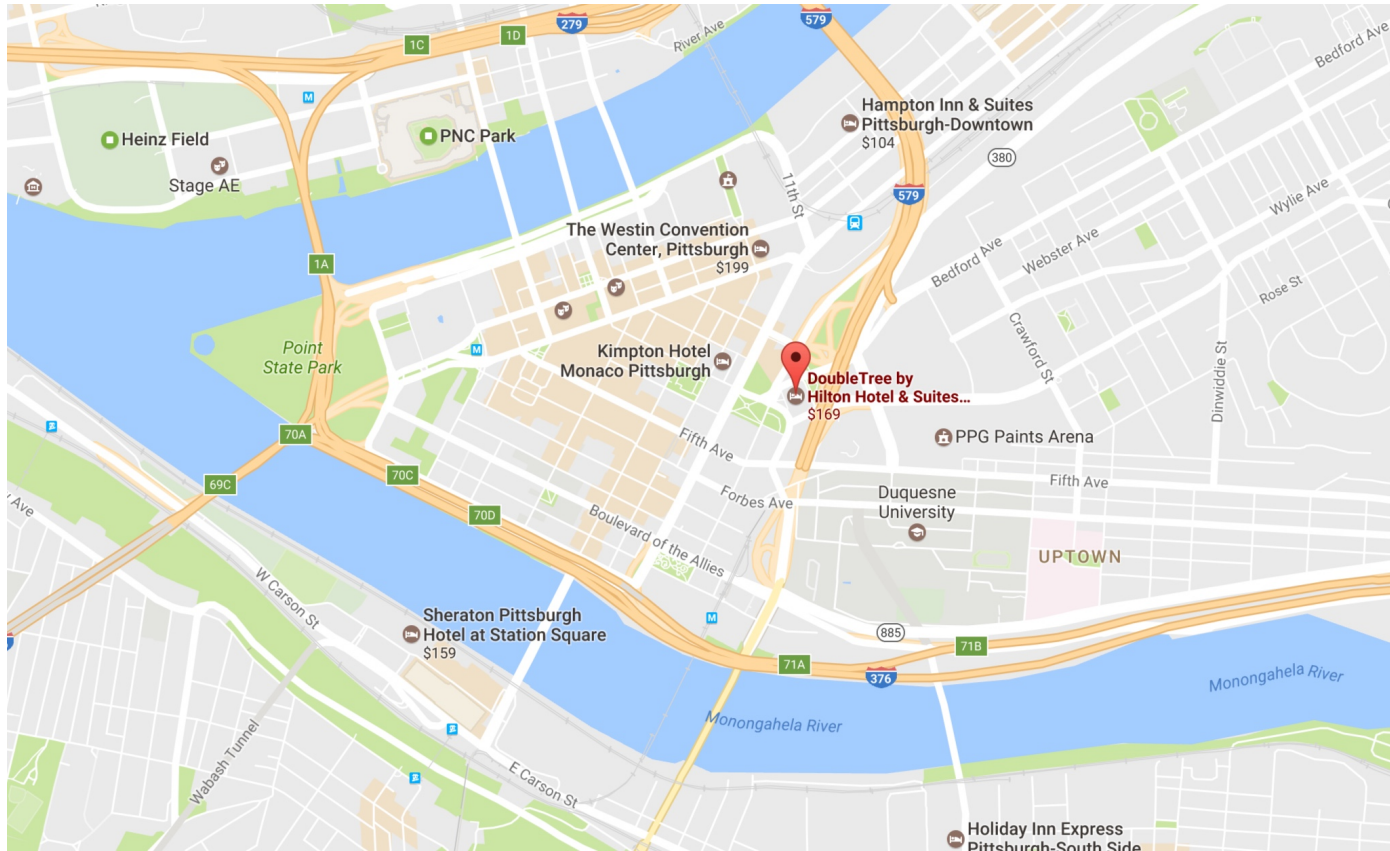 279
579
1C
1D
River Ave
Bedford Ave
Hampton Inn & Suites
Pittsburgh-Downtown
$104
Heinz Field
PNC Park
380
Stage AE
11th St
579
Wylie Ave
The Westin Convention
Center, Pittsburgh
$199
Webster Ave
Bedford Ave
1A
Rose St
Point
State Park
Kimpton Hotel
Monaco Pittsburgh
Crawford St
Dinwiddie St
DoubleTree by
Hilton Hotel & Suites...
$169
70A
Fifth Ave
PPG Paints Arena
69C
70C
Fifth Ave
Forbes Ave
Duquesne
University
Ave
70D
Boulevard of the Allies
UPTOWN
W Carson St
Sheraton Pittsburgh
Hotel at Station Square
$159
885
71B
71A
376
Monongahela River
Monongahela River
Wabash Tunnel
E Carson St
Holiday Inn Express
Pittsburgh-South Side
M
M
M